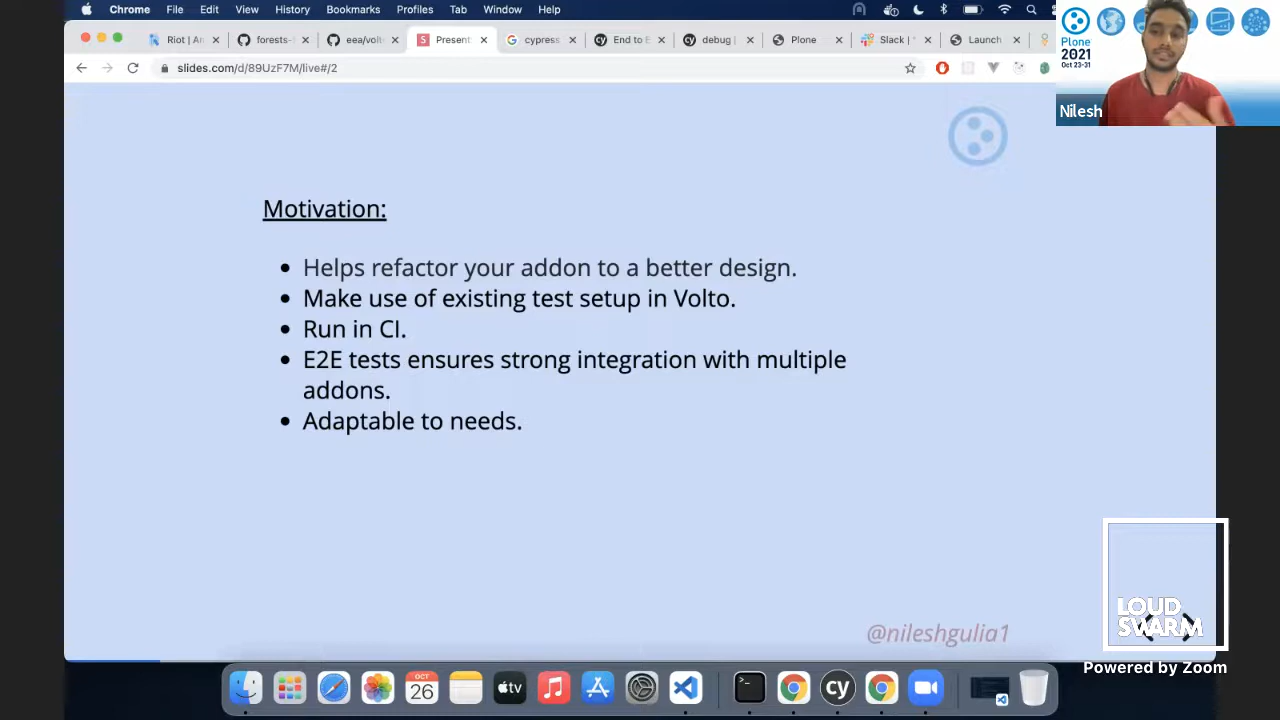 Chrome File Edit View History Bookmarks Profiles Tab Window Help
Riot | Ar forests- eea/volt Present cypress End to E debug | Plone Slack | * Launch
slides.com/d/89UzF7M/live#/2
Plone
2021
Oct 23-31
Nilesh
Motivation:
Helps refactor your addon to a better design.
Make use of existing test setup in Volto.
Run in CI.
E2E tests ensures strong integration with multiple
addons.
Adaptable to needs.
@nileshgulia1
LOUD
SWARM
Powered by Zoom
OCT
26
tv
cy